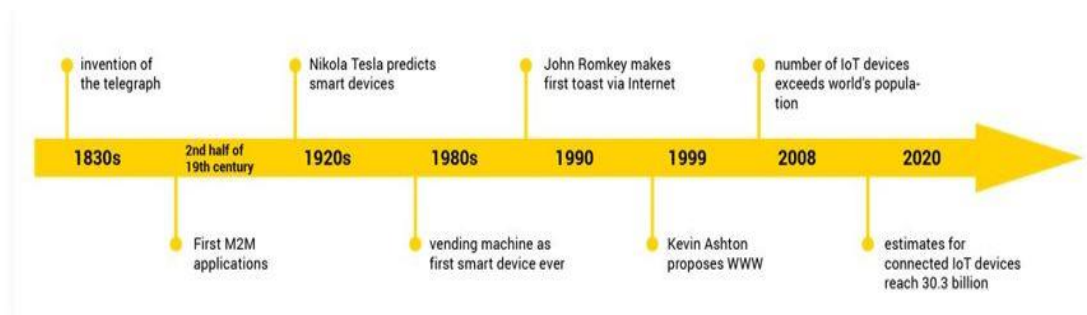 invention of
the telegraph
Nikola Tesla predicts
smart devices
John Romkey makes
first toast via Internet
number of IoT devices
exceeds world's popula-
tion
1830s
2nd half of
19th century
1920s
1980s
1990
1999
2008
2020
First M2M
applications
vending machine as
first smart device ever
Kevin Ashton
proposes WWW
estimates for
connected IoT devices
reach 30.3 billion